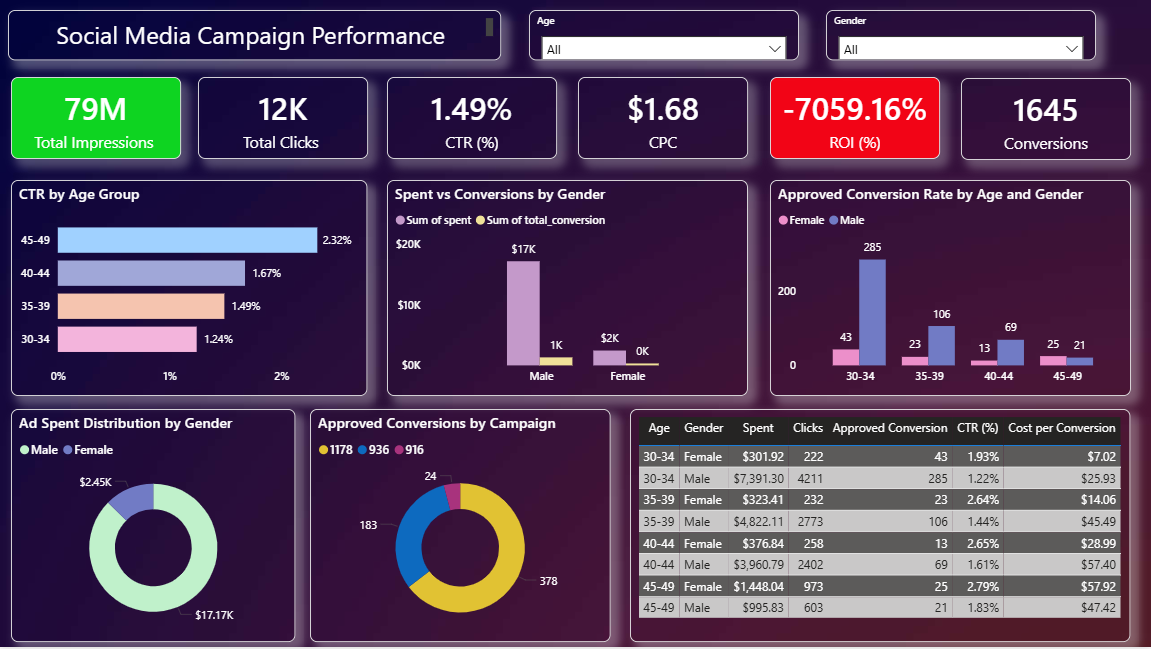 Social Media Campaign Performance
Age
All
Gender
All
79M
Total Impressions
12K
Total Clicks
1.49%
CTR (%)
$1.68
CPC
-7059.16%
ROI (%)
1645
Conversions
CTR by Age Group
45-49
2.32%
40-44
1.67%
35-39
1.49%
30-34
1.24%
0%
1%
2%
Spent vs Conversions by Gender
Sum of spent Sum of total_conversion
$20K
$10K
$0K
$17K
1K
$2K
0K
Male
Female
Approved Conversion Rate by Age and Gender
Female Male
200
0
43
285
23
106
13
69
25
21
30-34
35-39
40-44
45-49
Ad Spent Distribution by Gender
Male Female
$2.45K
$17.17K
Approved Conversions by Campaign
1178 936 916
24
183
378
Age Gender Spent Clicks Approved Conversion CTR (%) Cost per Conversion
30-34 Female $301.92 222 43 1.93% $7.02
30-34 Male $7,391.30 4211 285 1.22% $25.93
35-39 Female $323.41 232 23 2.64% $14.06
35-39 Male $4,822.11 2773 106 1.44% $45.49
40-44 Female $376.84 258 13 2.65% $28.99
40-44 Male $3,960.79 2402 69 1.61% $57.40
45-49 Female $1,448.04 973 25 2.79% $57.92
45-49 Male $995.83 603 21 1.83% $47.42